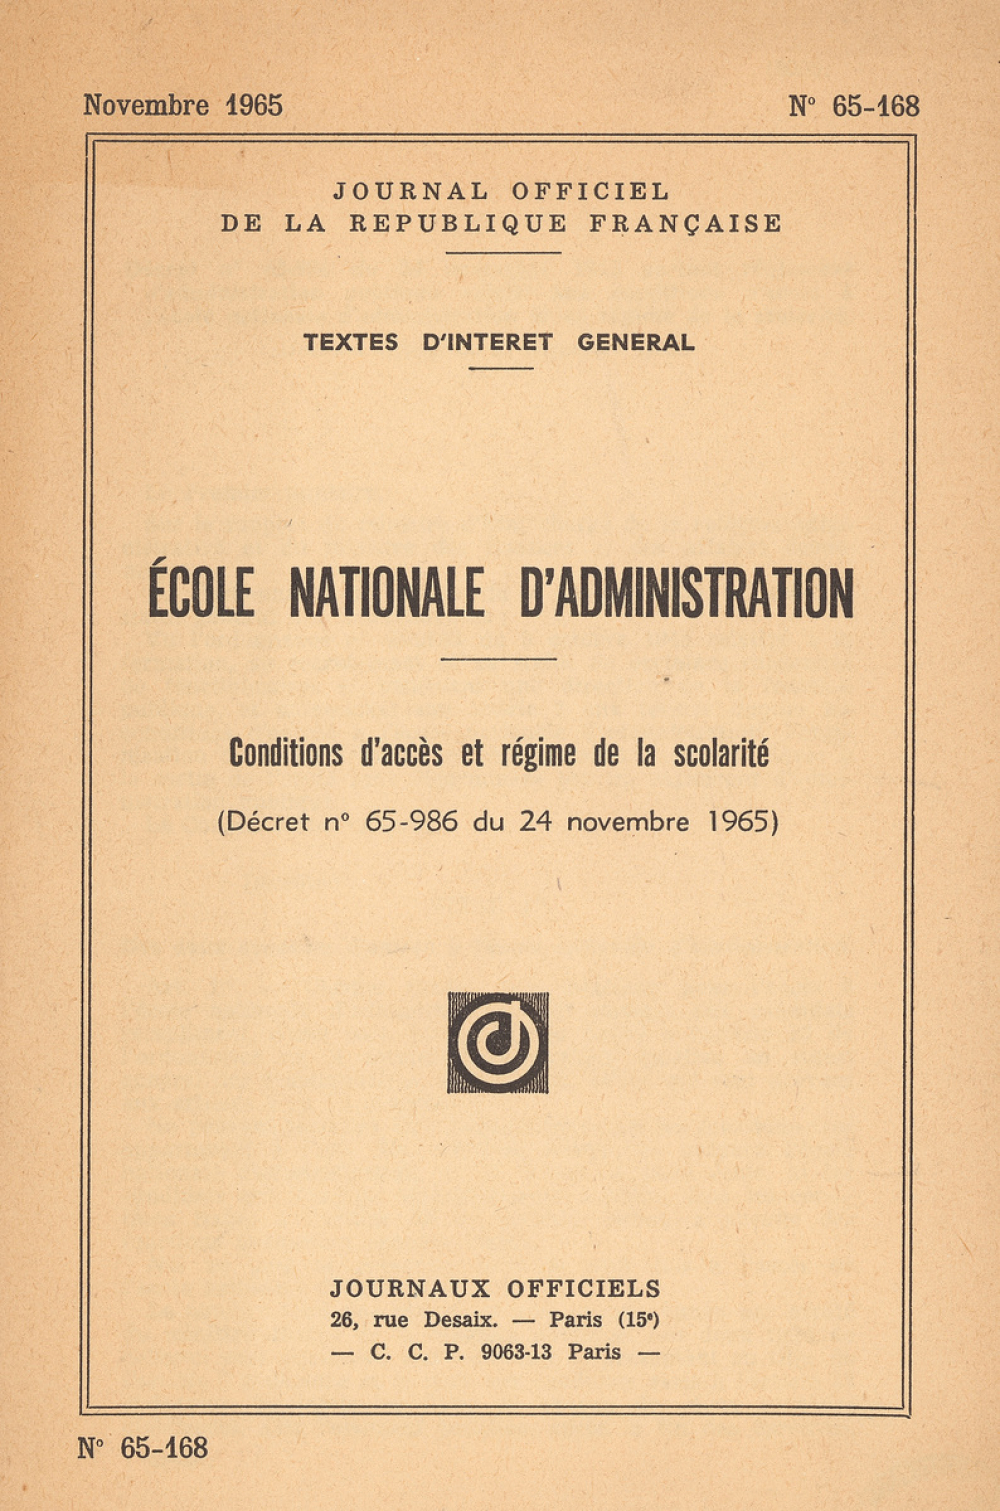 Novembre 1965
N° 65-168
JOURNAL OFFICIEL
DE LA REPUBLIQUE FRANÇAISE
TEXTES D'INTERET GENERAL
ÉCOLE NATIONALE D'ADMINISTRATION
Conditions d'accès et régime de la scolarité
(Décret n° 65-986 du 24 novembre 1965)
JOURNAUX OFFICIELS
26, rue Desaix. — Paris (15ᵉ)
— C. C. P. 9063-13 Paris —
N° 65-168